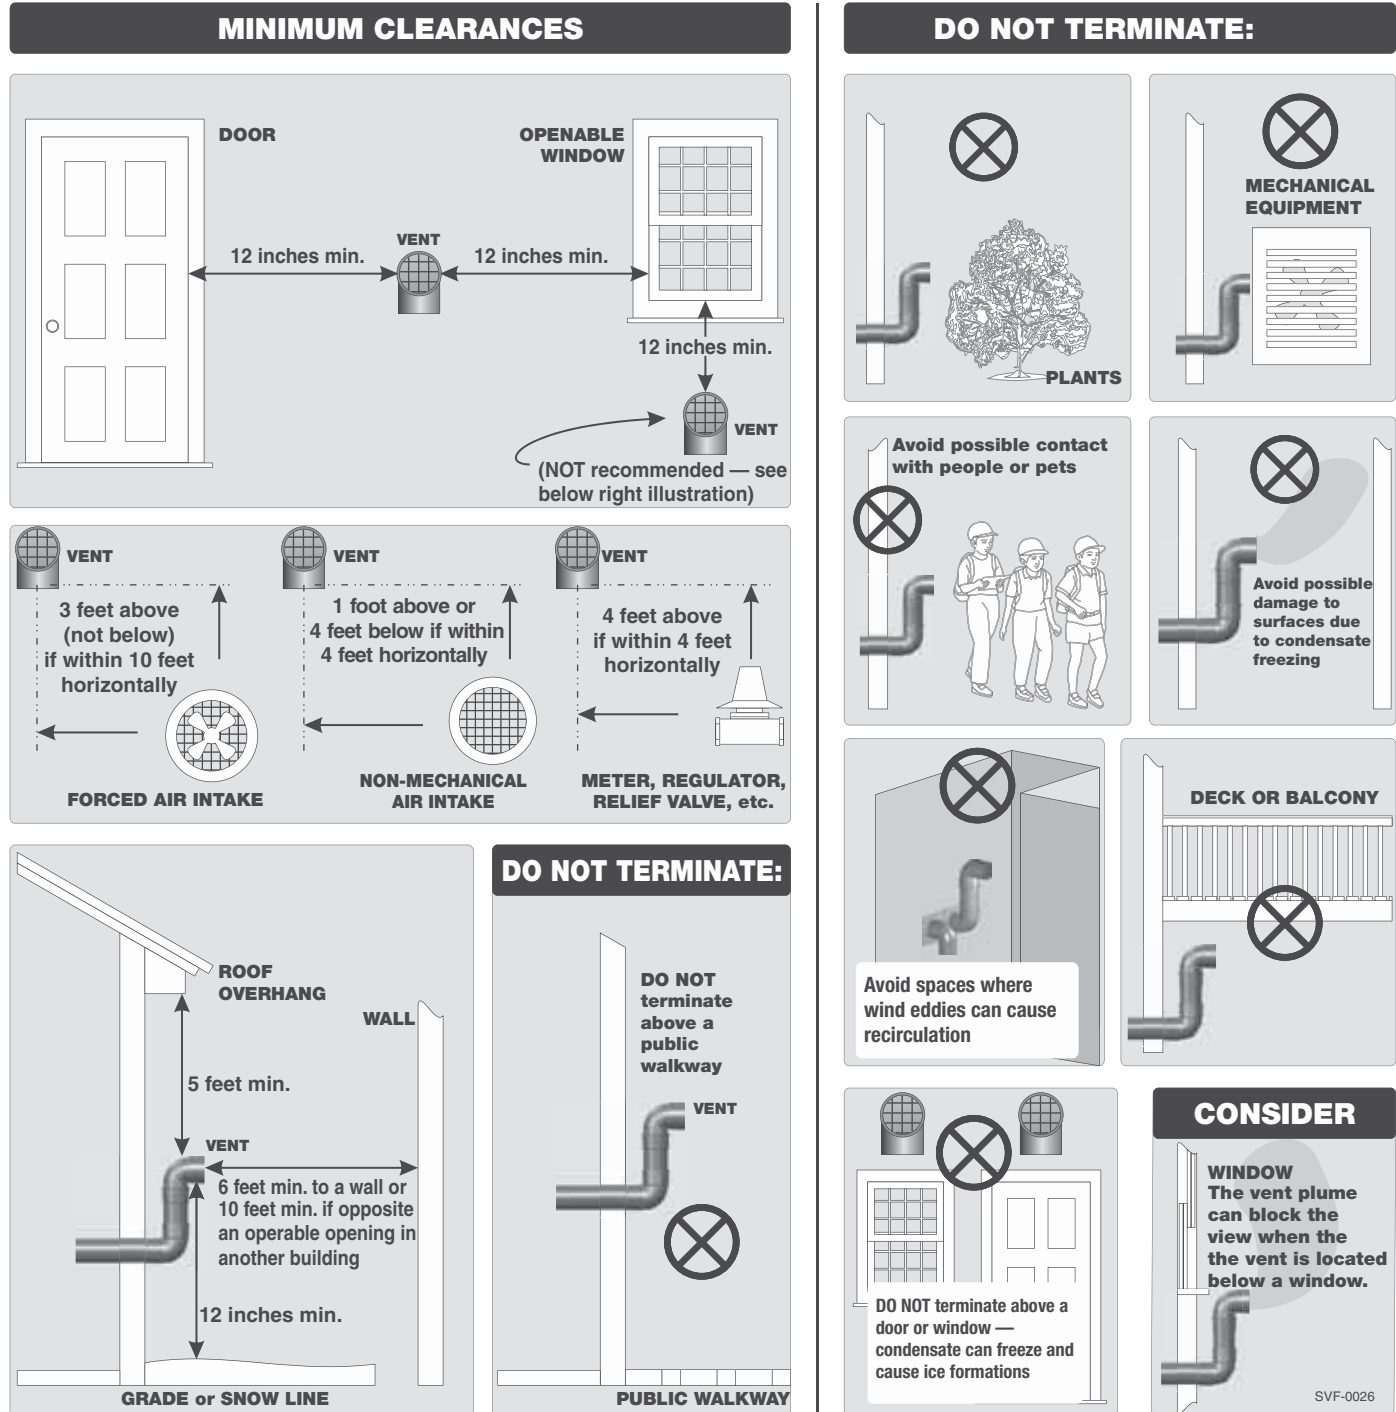 MINIMUM CLEARANCES
DOOR
OPENABLE
WINDOW
VENT
12 inches min.
12 inches min.
12 inches min.
VENT
(NOT recommended — see
below right illustration)
VENT
3 feet above
(not below)
if within 10 feet
horizontally
FORCED AIR INTAKE
VENT
1 foot above or
4 feet below if within
4 feet horizontally
NON-MECHANICAL
AIR INTAKE
VENT
4 feet above
if within 4 feet
horizontally
METER, REGULATOR,
RELIEF VALVE, etc.
ROOF
OVERHANG
WALL
5 feet min.
VENT
6 feet min. to a wall or
10 feet min. if opposite
an operable opening in
another building
12 inches min.
GRADE or SNOW LINE
DO NOT TERMINATE:
DO NOT
terminate
above a
public
walkway
VENT
PUBLIC WALKWAY
DO NOT TERMINATE:
PLANTS
MECHANICAL
EQUIPMENT
Avoid possible contact
with people or pets
Avoid possible
damage to
surfaces due
to condensate
freezing
Avoid spaces where
wind eddies can cause
recirculation
DECK OR BALCONY
DO NOT terminate above a
door or window —
condensate can freeze and
cause ice formations
CONSIDER
WINDOW
The vent plume
can block the
view when the
the vent is located
below a window.
SVF-0026